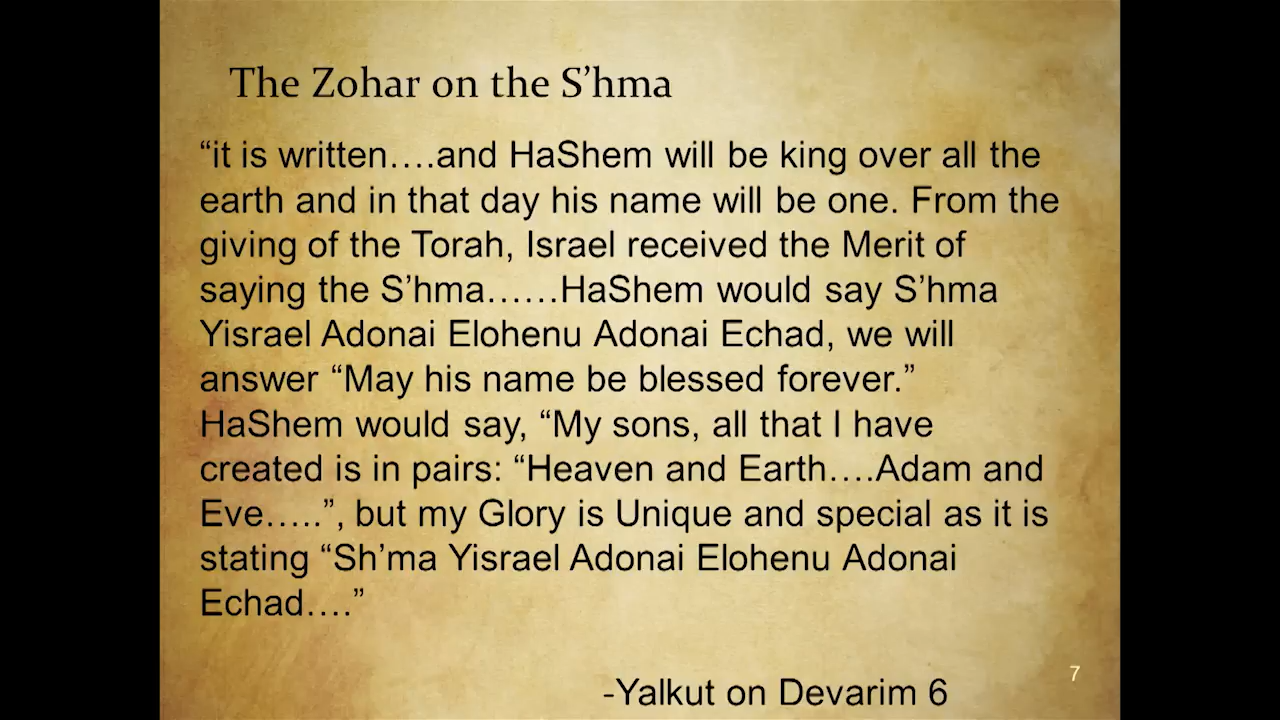 The Zohar on the S’hma
“it is written….and HaShem will be king over all the
earth and in that day his name will be one. From the
giving of the Torah, Israel received the Merit of
saying the S’hma……HaShem would say S’hma
Yisrael Adonai Elohenu Adonai Echad, we will
answer “May his name be blessed forever.”
HaShem would say, “My sons, all that I have
created is in pairs: “Heaven and Earth….Adam and
Eve…..”, but my Glory is Unique and special as it is
stating “Sh’ma Yisrael Adonai Elohenu Adonai
Echad….”
7
-Yalkut on Devarim 6